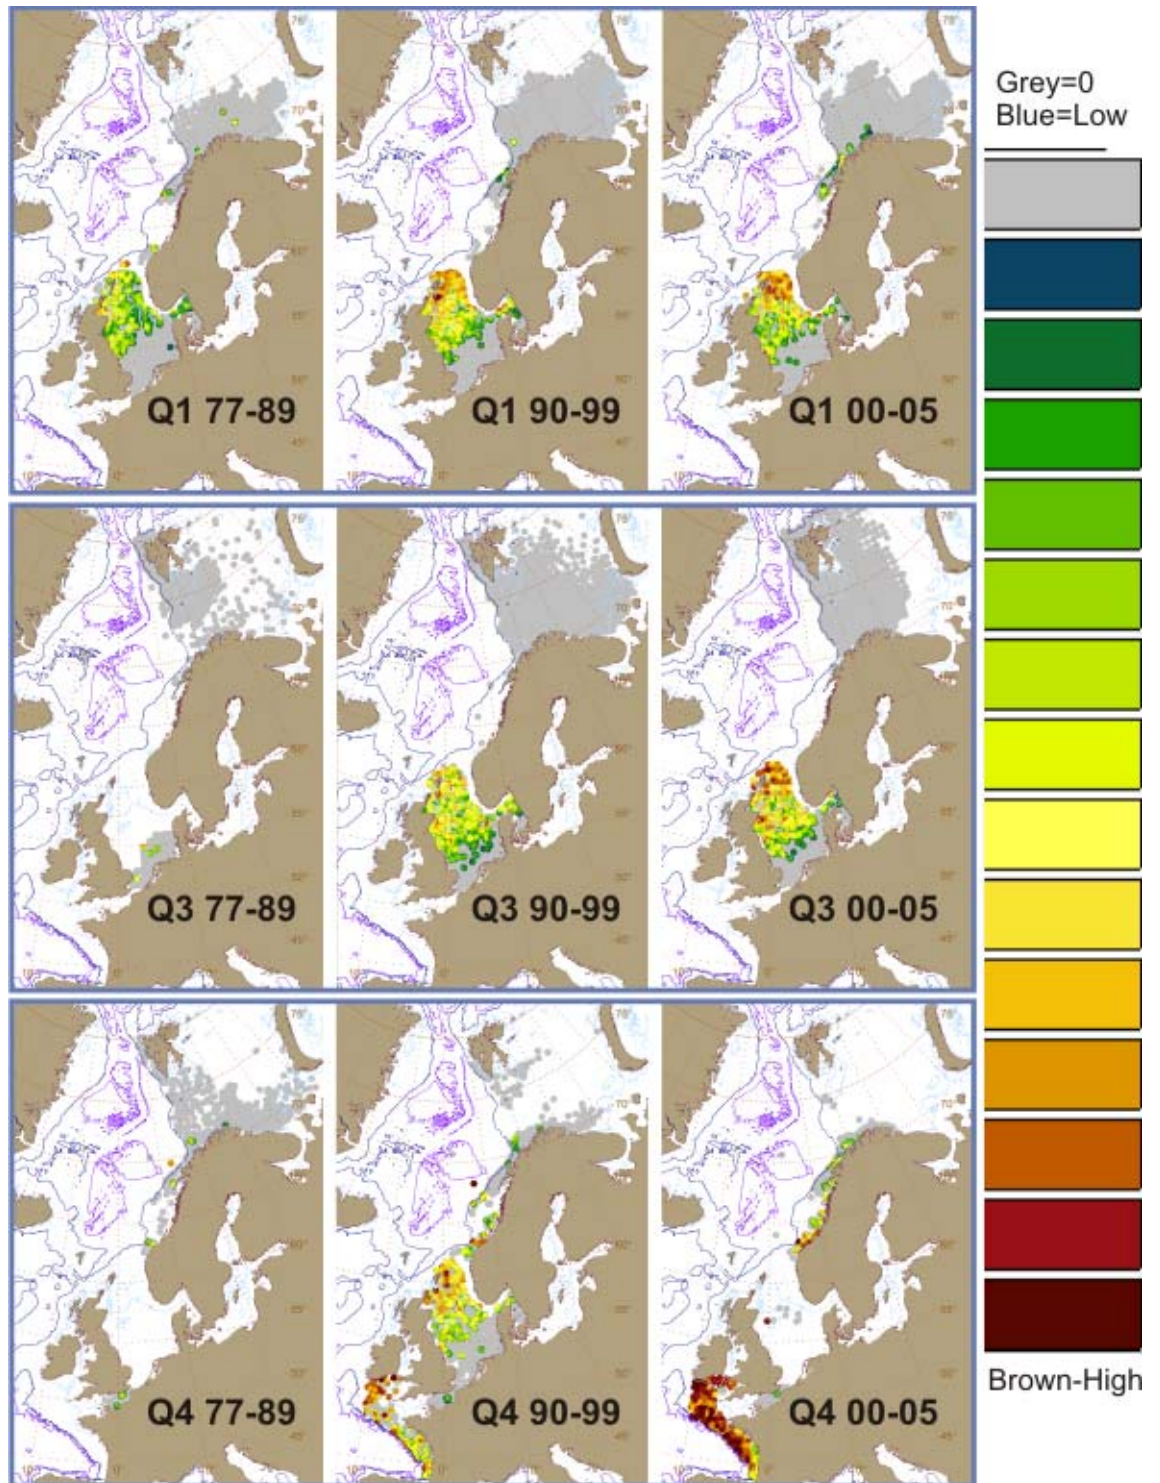 Grey=0
Blue=Low
Q1 77-89
Q1 90-99
Q1 00-05
Q3 77-89
Q3 90-99
Q3 00-05
Q4 77-89
Q4 90-99
Q4 00-05
Brown-High